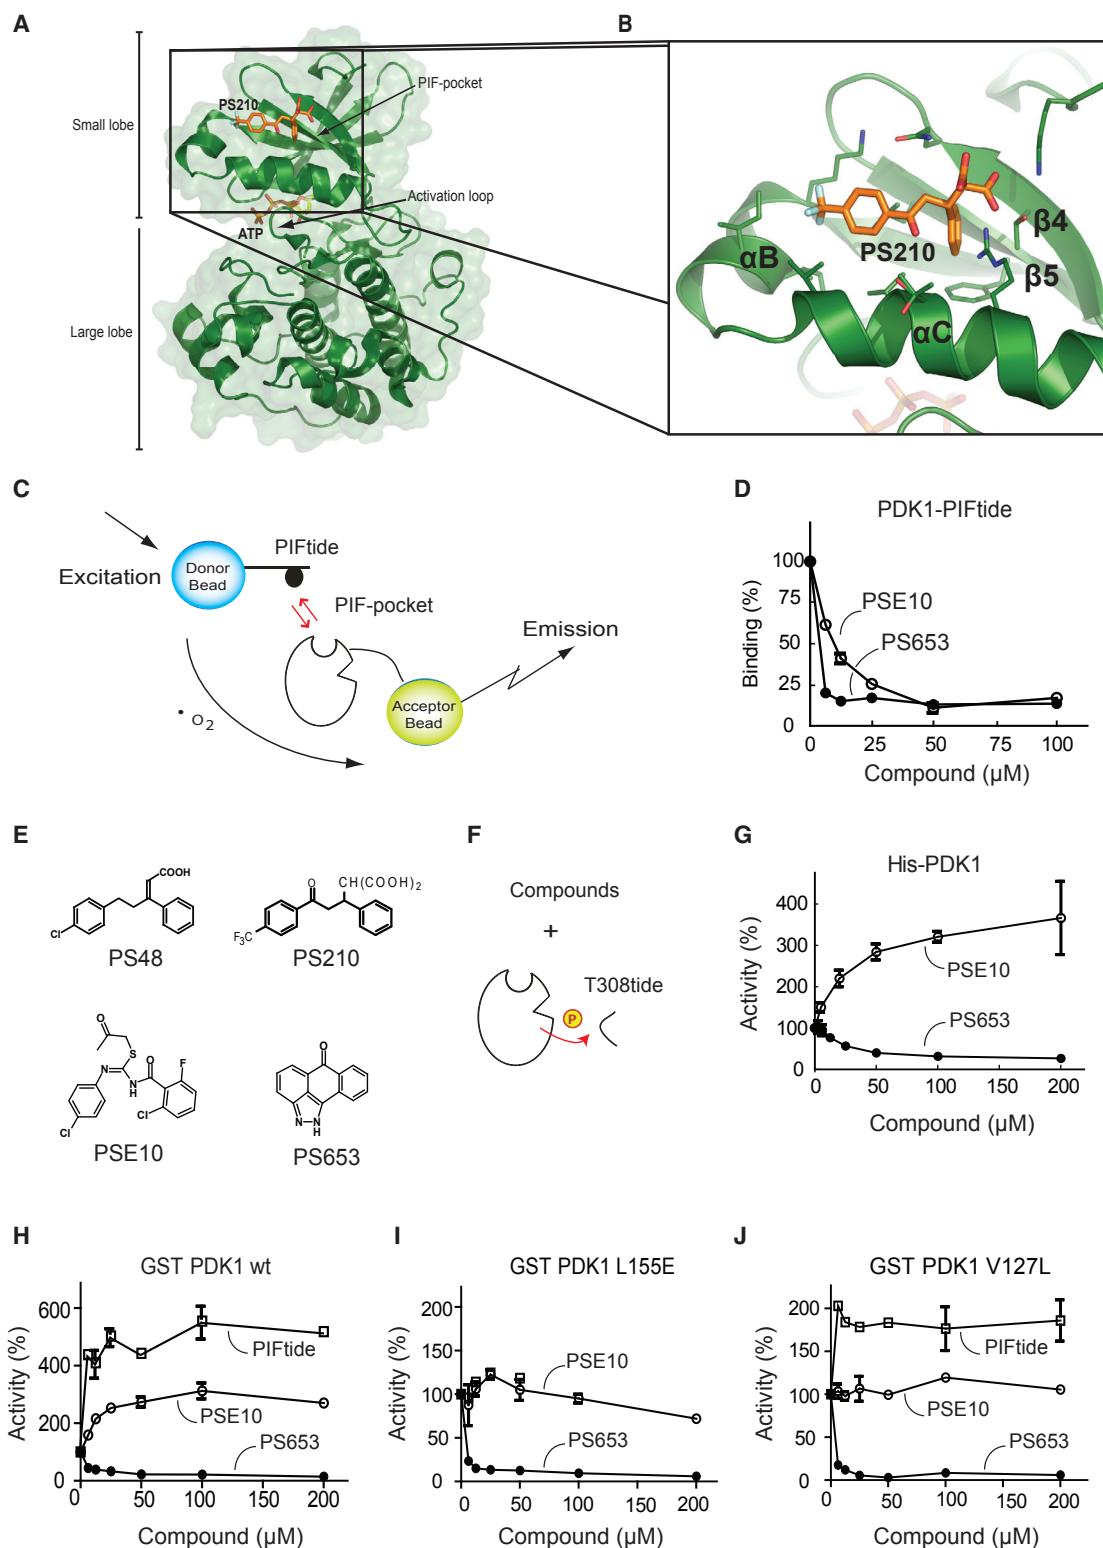 A
B
Small lobe
Large lobe
PS210
PIF-pocket
Activation loop
ATP
αB
PS210
αC
β4
β5
C
Excitation
Donor
Bead
PIFtide
PIF-pocket
Emission
Acceptor
Bead
• O2
D
PDK1-PIFtide
Binding (%)
100
75
50
25
0
PSE10
PS653
0 25 50 75 100
Compound (µM)
E
COOH
Cl
PS48
O
CH(COOH)2
F3C
PS210
O
S
N
N
H
O
F
Cl
Cl
PSE10
O
N
N
H
PS653
F
Compounds
+
T308tide
P
G
His-PDK1
Activity (%)
400
300
200
100
0
PSE10
PS653
0 50 100 150 200
Compound (µM)
H
GST PDK1 wt
Activity (%)
600
400
200
0
PIFtide
PSE10
PS653
0 50 100 150 200
Compound (µM)
I
GST PDK1 L155E
Activity (%)
200
150
100
50
0
PSE10
PS653
0 50 100 150 200
Compound (µM)
J
GST PDK1 V127L
Activity (%)
200
150
100
50
0
PIFtide
PSE10
PS653
0 50 100 150 200
Compound (µM)